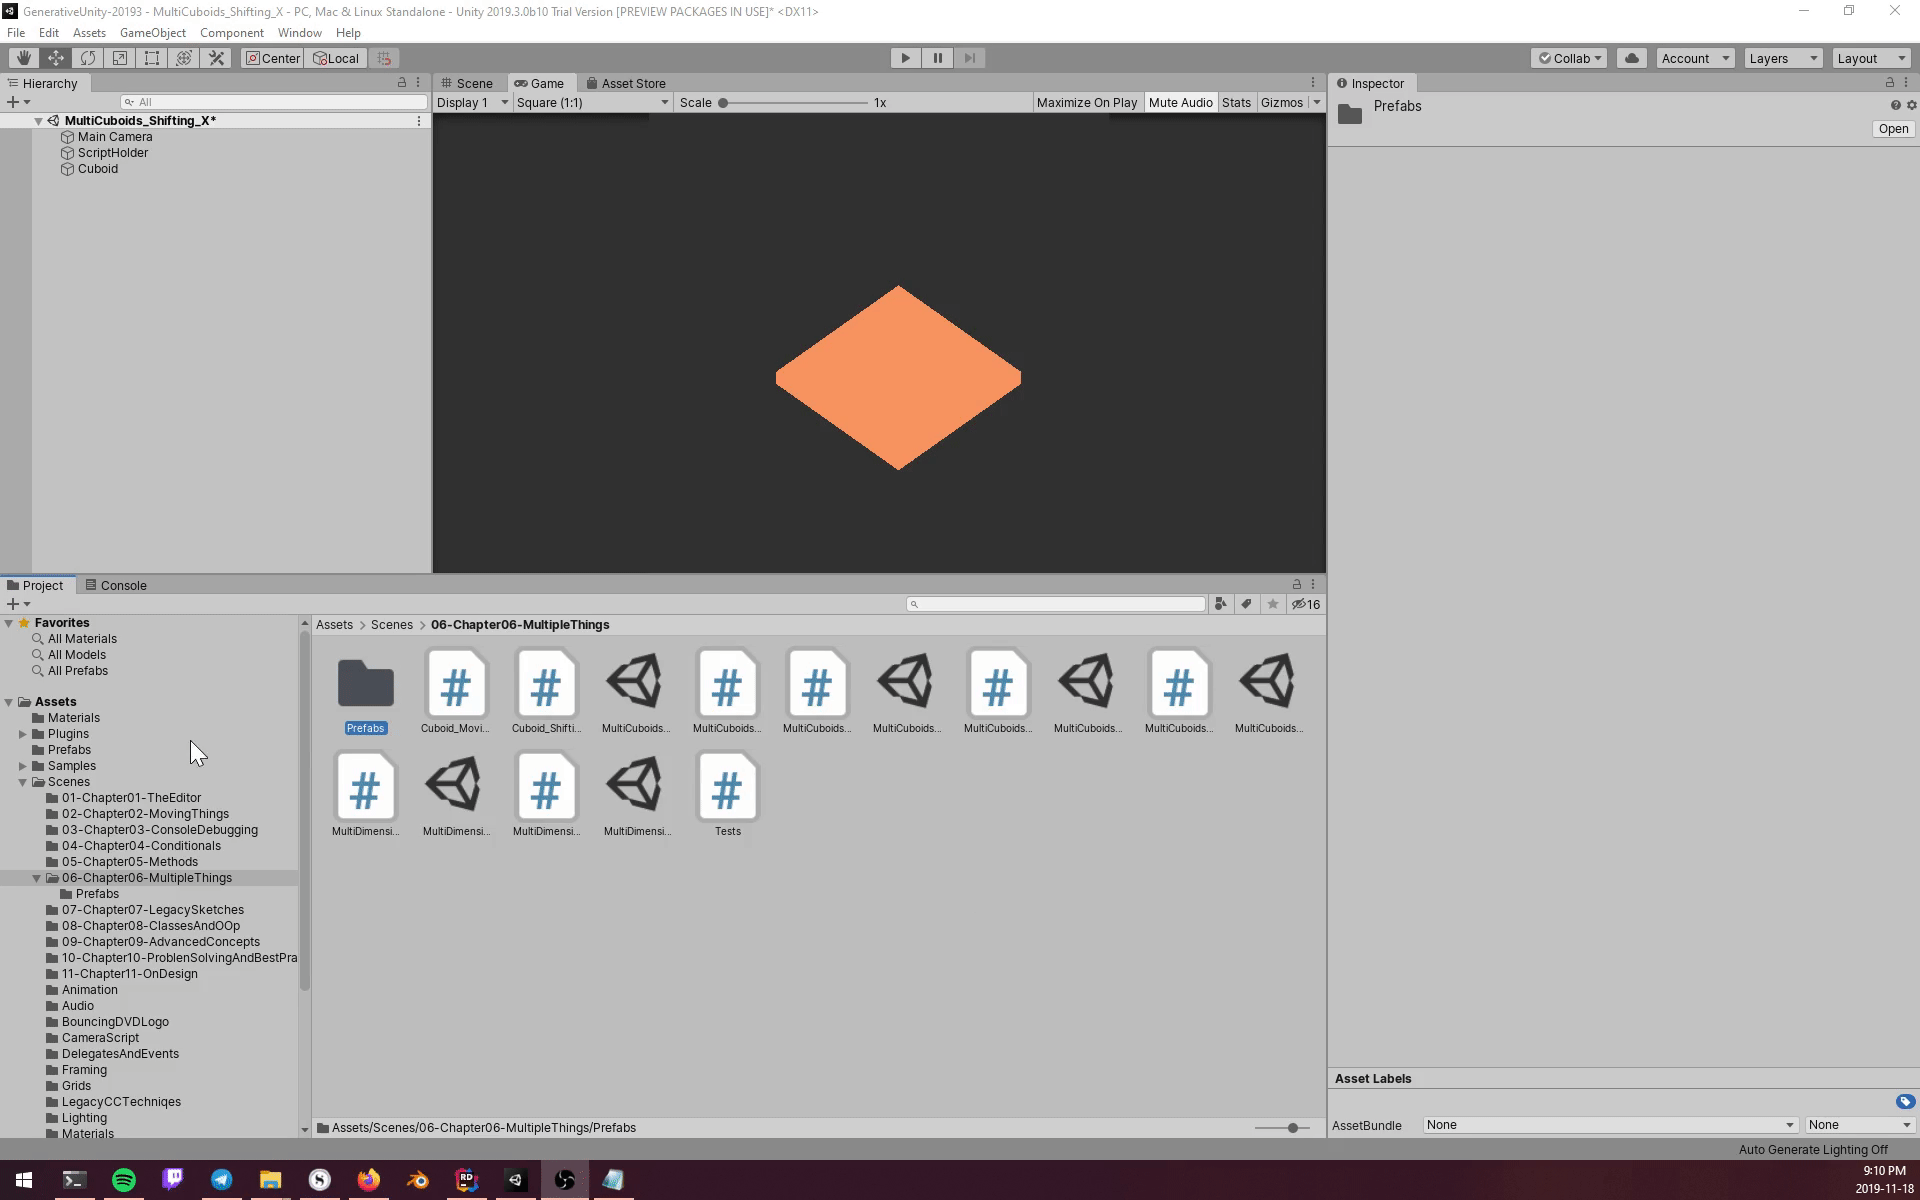 GenerativeUnity-20193 - MultiCuboids_Shifting_X - PC, Mac & Linux Standalone - Unity 2019.3.0b10 Trial Version [PREVIEW PACKAGES IN USE]* <DX11>
File Edit Assets GameObject Component Window Help
Center Local Collab Account Layers Layout
Hierarchy
All
MultiCuboids_Shifting_X*
Main Camera
ScriptHolder
Cuboid
Scene Game Asset Store
Display 1 Square (1:1) Scale 1x Maximize On Play Mute Audio Stats Gizmos
Inspector
Prefabs
Open
Project Console
16
Favorites
All Materials
All Models
All Prefabs
Assets
Materials
Plugins
Prefabs
Samples
Scenes
01-Chapter01-TheEditor
02-Chapter02-MovingThings
03-Chapter03-ConsoleDebugging
04-Chapter04-Conditionals
05-Chapter05-Methods
06-Chapter06-MultipleThings
Prefabs
07-Chapter07-LegacySketches
08-Chapter08-ClassesAndOOp
09-Chapter09-AdvancedConcepts
10-Chapter10-ProblenSolvingAndBestPra
11-Chapter11-OnDesign
Animation
Audio
BouncingDVDLogo
CameraScript
DelegatesAndEvents
Framing
Grids
LegacyCCTechniqes
Lighting
Materials
Assets > Scenes > 06-Chapter06-MultipleThings
# # # # # #
Prefabs Cuboid_Movi... Cuboid_Shifti... MultiCuboids... MultiCuboids... MultiCuboids... MultiCuboids... MultiCuboids... MultiCuboids... MultiCuboids... MultiCuboids...
# # #
MultiDimensi... MultiDimensi... MultiDimensi... MultiDimensi... Tests
Assets/Scenes/06-Chapter06-MultipleThings/Prefabs
Asset Labels
AssetBundle None None
Auto Generate Lighting Off
RD
9:10 PM
2019-11-18